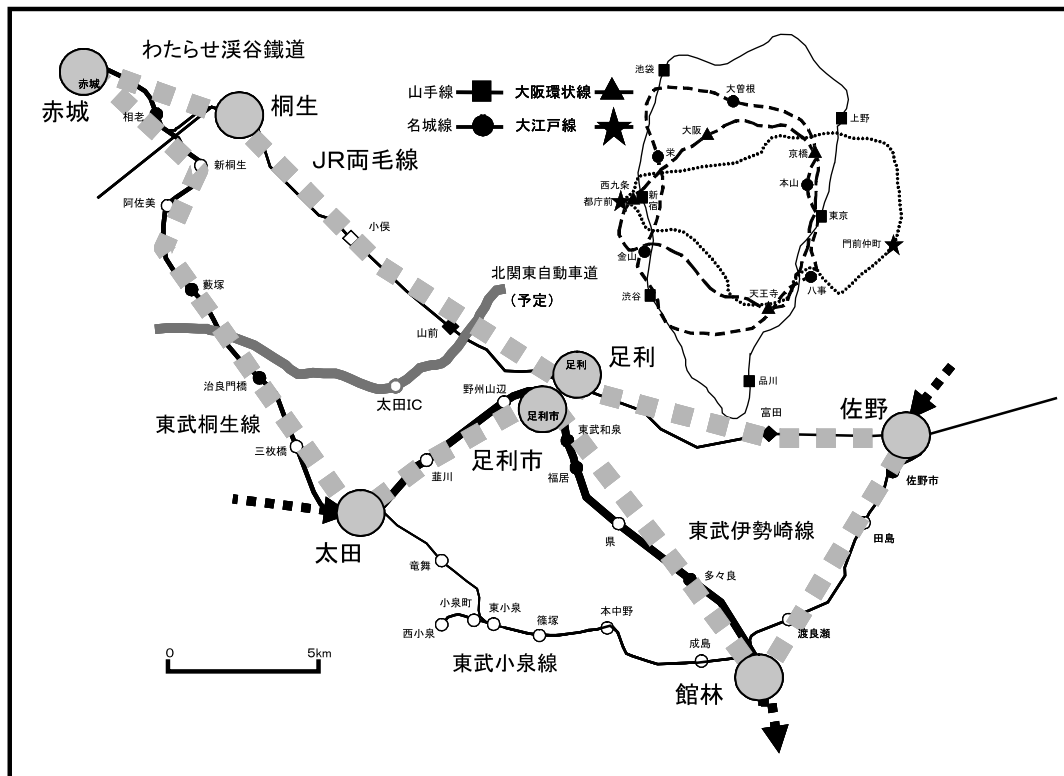 わたらせ渓谷鐵道
赤城
赤城
相老
桐生
新桐生
阿佐美
JR両毛線
小俣
藪塚
北関東自動車道
(予定)
山前
治良門橋
太田IC
東武桐生線
三枚橋
野州山辺
足利
足利
足利市
足利市
東武和泉
福居
韮川
太田
富田
佐野
佐野市
県
東武伊勢崎線
田島
多々良
竜舞
小泉町
東小泉
西小泉
篠塚
本中野
成島
渡良瀬
東武小泉線
館林
0
5km
山手線
大阪環状線
名城線
大江戸線
池袋
大曽根
上野
大阪
京橋
栄
本山
西九条
都庁前
新宿
東京
門前仲町
金山
渋谷
天王寺
八事
品川